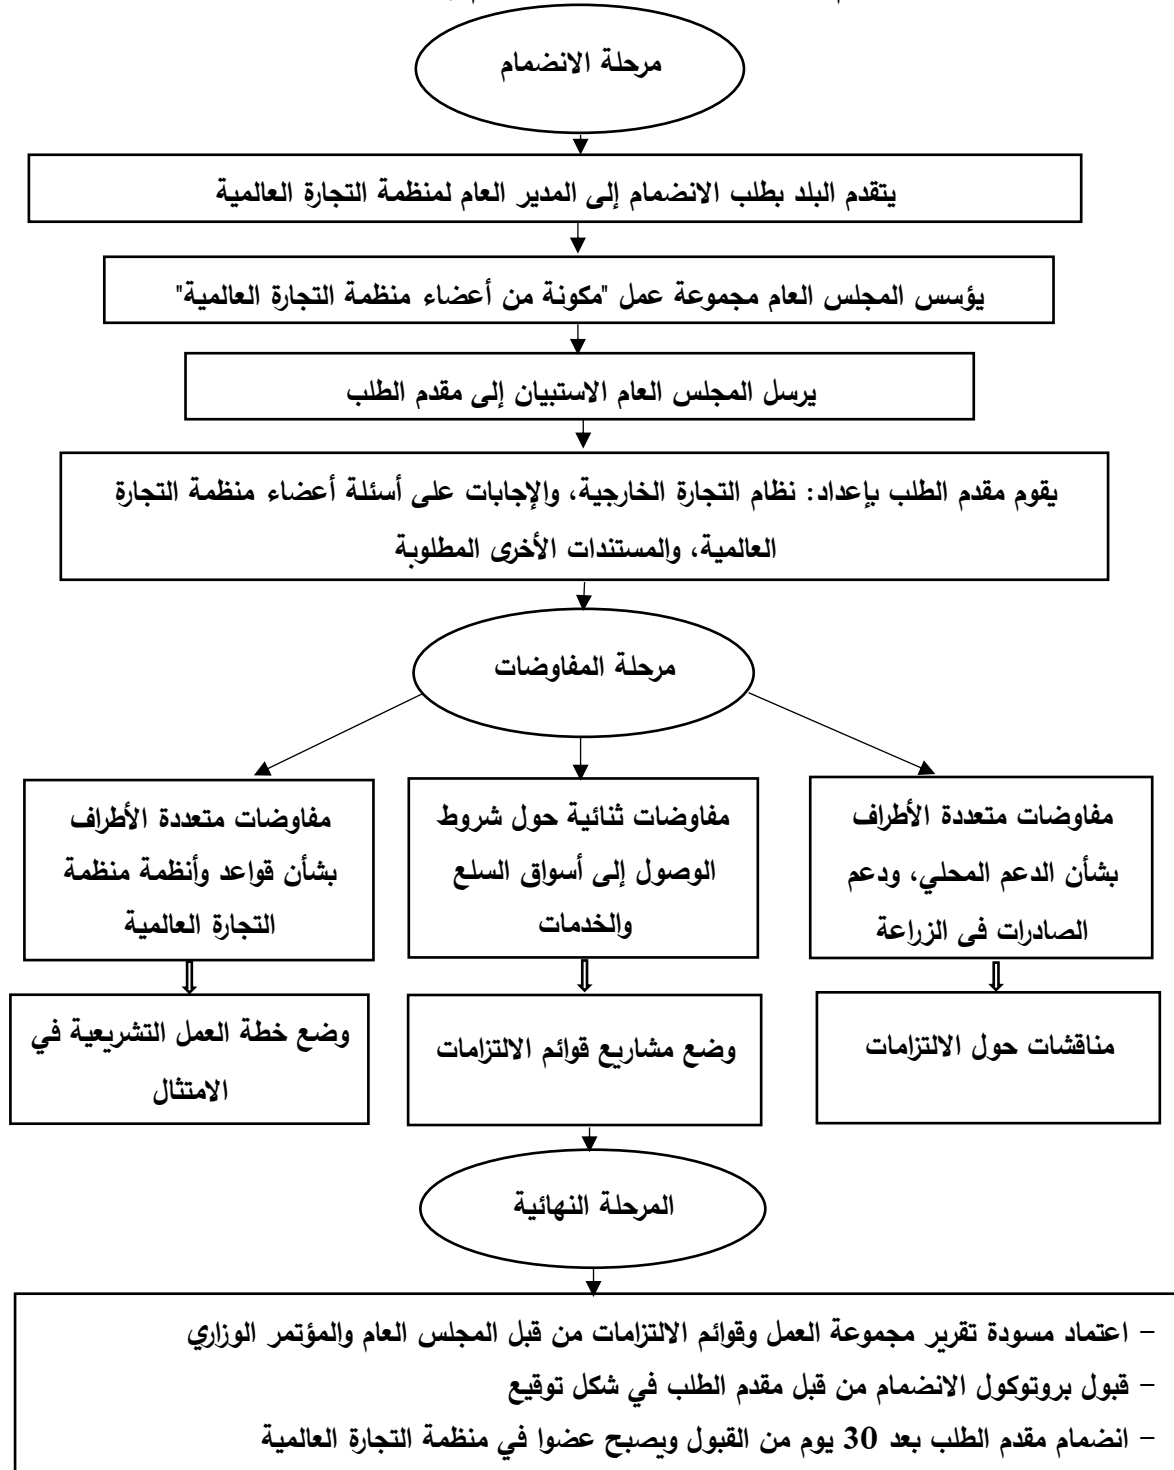 مرحلة الانضمام
يتقدم البلد بطلب الانضمام إلى المدير العام لمنظمة التجارة العالمية
يؤسس المجلس العام مجموعة عمل "مكونة من أعضاء منظمة التجارة العالمية"
يرسل المجلس العام الاستبيان إلى مقدم الطلب
يقوم مقدم الطلب بإعداد: نظام التجارة الخارجية، والإجابات على أسئلة أعضاء منظمة التجارة
العالمية، والمستندات الأخرى المطلوبة
مرحلة المفاوضات
مفاوضات متعددة الأطراف
بشأن الدعم المحلي، ودعم
الصادرات فى الزراعة
مفاوضات ثنائية حول شروط
الوصول إلى أسواق السلع
والخدمات
مفاوضات متعددة الأطراف
بشأن قواعد وأنظمة منظمة
التجارة العالمية
مناقشات حول الالتزامات
وضع مشاريع قوائم الالتزامات
وضع خطة العمل التشريعية في
الامتثال
المرحلة النهائية
- اعتماد مسودة تقرير مجموعة العمل وقوائم الالتزامات من قبل المجلس العام والمؤتمر الوزاري
- قبول بروتوكول الانضمام من قبل مقدم الطلب في شكل توقيع
- انضمام مقدم الطلب بعد 30 يوم من القبول ويصبح عضوا في منظمة التجارة العالمية